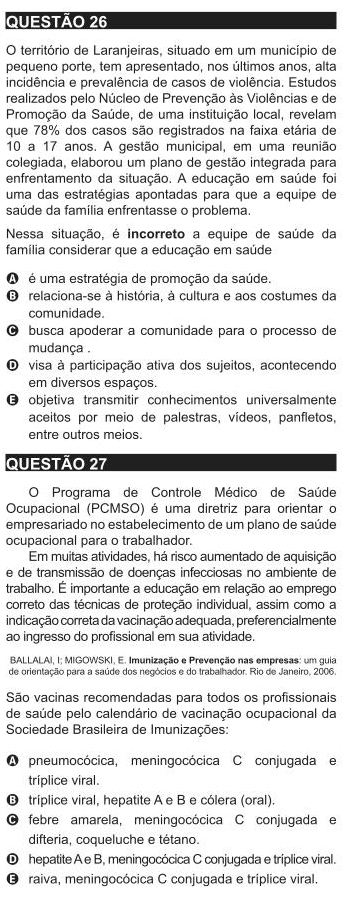 QUESTÃO 26
O território de Laranjeiras, situado em um município de
pequeno porte, tem apresentado, nos últimos anos, alta
incidência e prevalência de casos de violência. Estudos
realizados pelo Núcleo de Prevenção às Violências e de
Promoção da Saúde, de uma instituição local, revelam
que 78% dos casos são registrados na faixa etária de
10 a 17 anos. A gestão municipal, em uma reunião
colegiada, elaborou um plano de gestão integrada para
enfrentamento da situação. A educação em saúde foi
uma das estratégias apontadas para que a equipe de
saúde da família enfrentasse o problema.
Nessa situação, é incorreto a equipe de saúde da
família considerar que a educação em saúde
A é uma estratégia de promoção da saúde.
B relaciona-se à história, à cultura e aos costumes da
comunidade.
C busca apoderar a comunidade para o processo de
mudança .
D visa à participação ativa dos sujeitos, acontecendo
em diversos espaços.
E objetiva transmitir conhecimentos universalmente
aceitos por meio de palestras, vídeos, panfletos,
entre outros meios.
QUESTÃO 27
O Programa de Controle Médico de Saúde
Ocupacional (PCMSO) é uma diretriz para orientar o
empresariado no estabelecimento de um plano de saúde
ocupacional para o trabalhador.
Em muitas atividades, há risco aumentado de aquisição
e de transmissão de doenças infecciosas no ambiente de
trabalho. É importante a educação em relação ao emprego
correto das técnicas de proteção individual, assim como a
indicação correta da vacinação adequada, preferencialmente
ao ingresso do profissional em sua atividade.
BALLALAI, I; MIGOWSKI, E. Imunização e Prevenção nas empresas: um guia
de orientação para a saúde dos negócios e do trabalhador. Rio de Janeiro, 2006.
São vacinas recomendadas para todos os profissionais
de saúde pelo calendário de vacinação ocupacional da
Sociedade Brasileira de Imunizações:
A pneumocócica, meningocócica C conjugada e
tríplice viral.
B tríplice viral, hepatite A e B e cólera (oral).
C febre amarela, meningocócica C conjugada e
difteria, coqueluche e tétano.
D hepatite A e B, meningocócica C conjugada e tríplice viral.
E raiva, meningocócica C conjugada e tríplice viral.